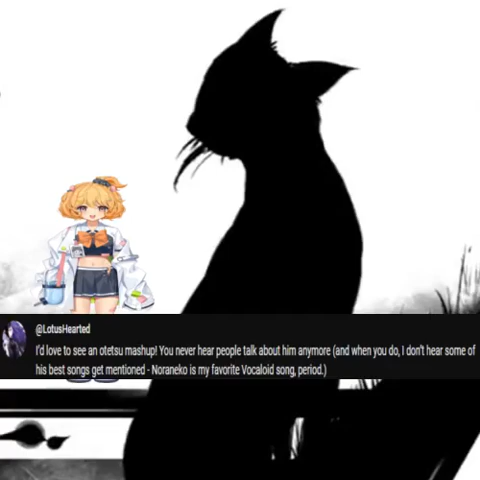 @LotusHearted
I'd love to see an otetsu mashup! You never hear people talk about him anymore (and when you do, I don't hear some of
his best songs get mentioned - Noraneko is my favorite Vocaloid song, period.)